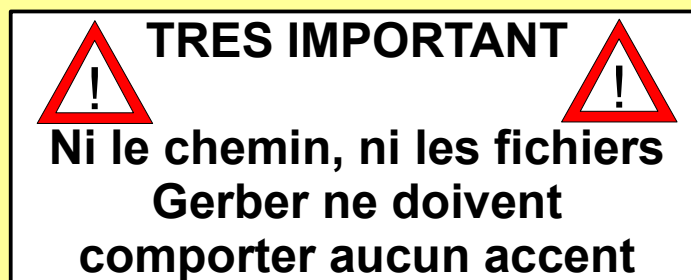 TRES IMPORTANT
! !
Ni le chemin, ni les fichiers
Gerber ne doivent
comporter aucun accent